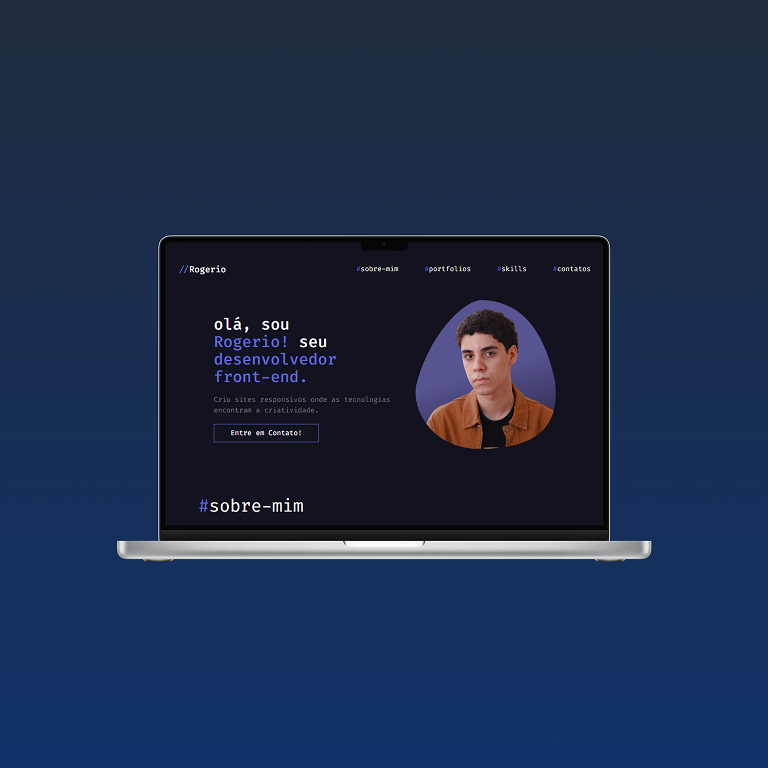 //Rogerio
#sobre-mim
#portfolios
#skills
#contatos
olá, sou
Rogerio! seu
desenvolvedor
front-end.
Crio sites responsivos onde as tecnologias
encontram a criatividade.
Entre em Contato!
#sobre-mim